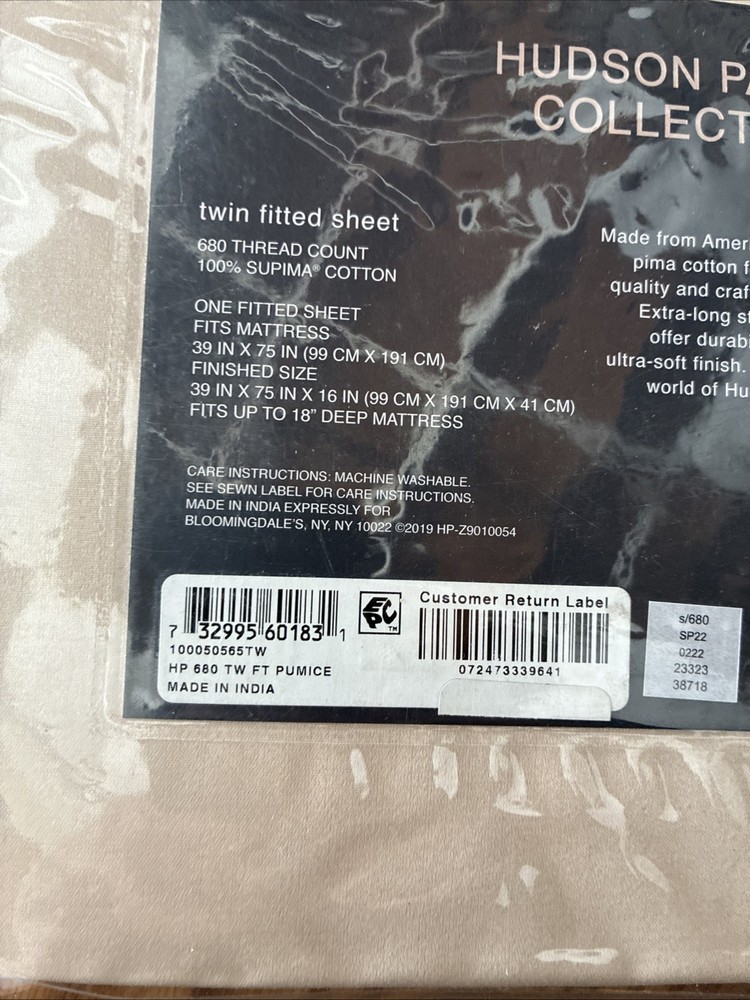 HUDSON PA
COLLECT
twin fitted sheet
680 THREAD COUNT
100% SUPIMA® COTTON
ONE FITTED SHEET
FITS MATTRESS
39 IN X 75 IN (99 CM X 191 CM)
FINISHED SIZE
39 IN X 75 IN X 16 IN (99 CM X 191 CM X 41 CM)
FITS UP TO 18" DEEP MATTRESS
Made from Ameri
pima cotton f
quality and craf
Extra-long st
offer durabi
ultra-soft finish.
world of Hu
CARE INSTRUCTIONS: MACHINE WASHABLE.
SEE SEWN LABEL FOR CARE INSTRUCTIONS.
MADE IN INDIA EXPRESSLY FOR
BLOOMINGDALE'S, NY, NY 10022 ©2019 HP-Z9010054
7 32995 60183 1
100050565TW
HP 680 TW FT PUMICE
MADE IN INDIA
EPC™
Customer Return Label
072473339641
s/680
SP22
0222
23323
38718